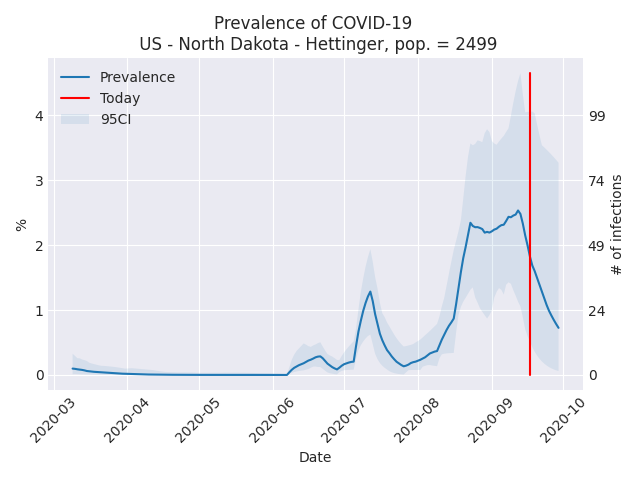 Prevalence of COVID-19
US - North Dakota - Hettinger, pop. = 2499
Prevalence
Today
95CI
4
3
2
1
0
%
99
74
49
24
0
# of infections
2020-03
2020-04
2020-05
2020-06
2020-07
2020-08
2020-09
2020-10
Date